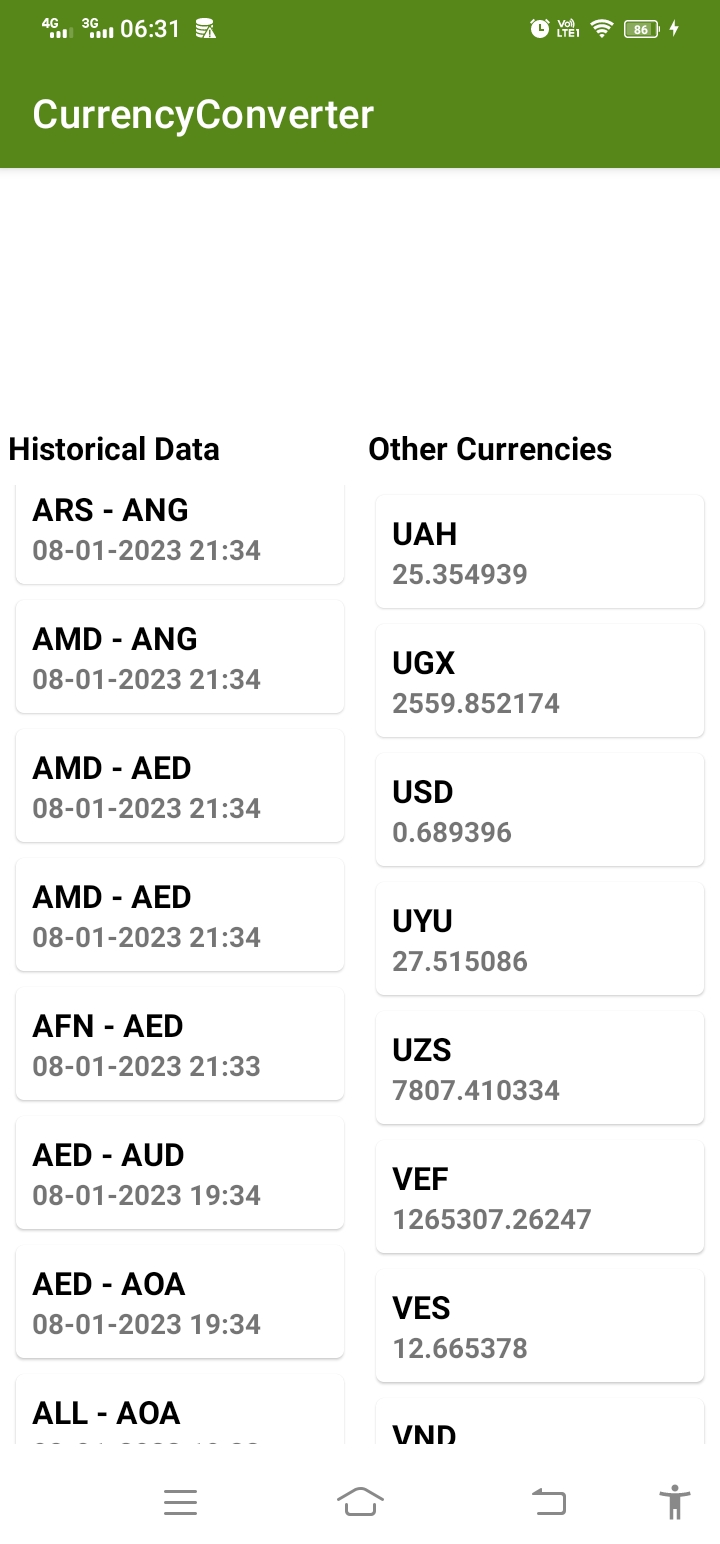 4G 3G 06:31 Vo) LTE1 86
CurrencyConverter
Historical Data
ARS - ANG
08-01-2023 21:34
AMD - ANG
08-01-2023 21:34
AMD - AED
08-01-2023 21:34
AMD - AED
08-01-2023 21:34
AFN - AED
08-01-2023 21:33
AED - AUD
08-01-2023 19:34
AED - AOA
08-01-2023 19:34
ALL - AOA
Other Currencies
UAH
25.354939
UGX
2559.852174
USD
0.689396
UYU
27.515086
UZS
7807.410334
VEF
1265307.26247
VES
12.665378
VND